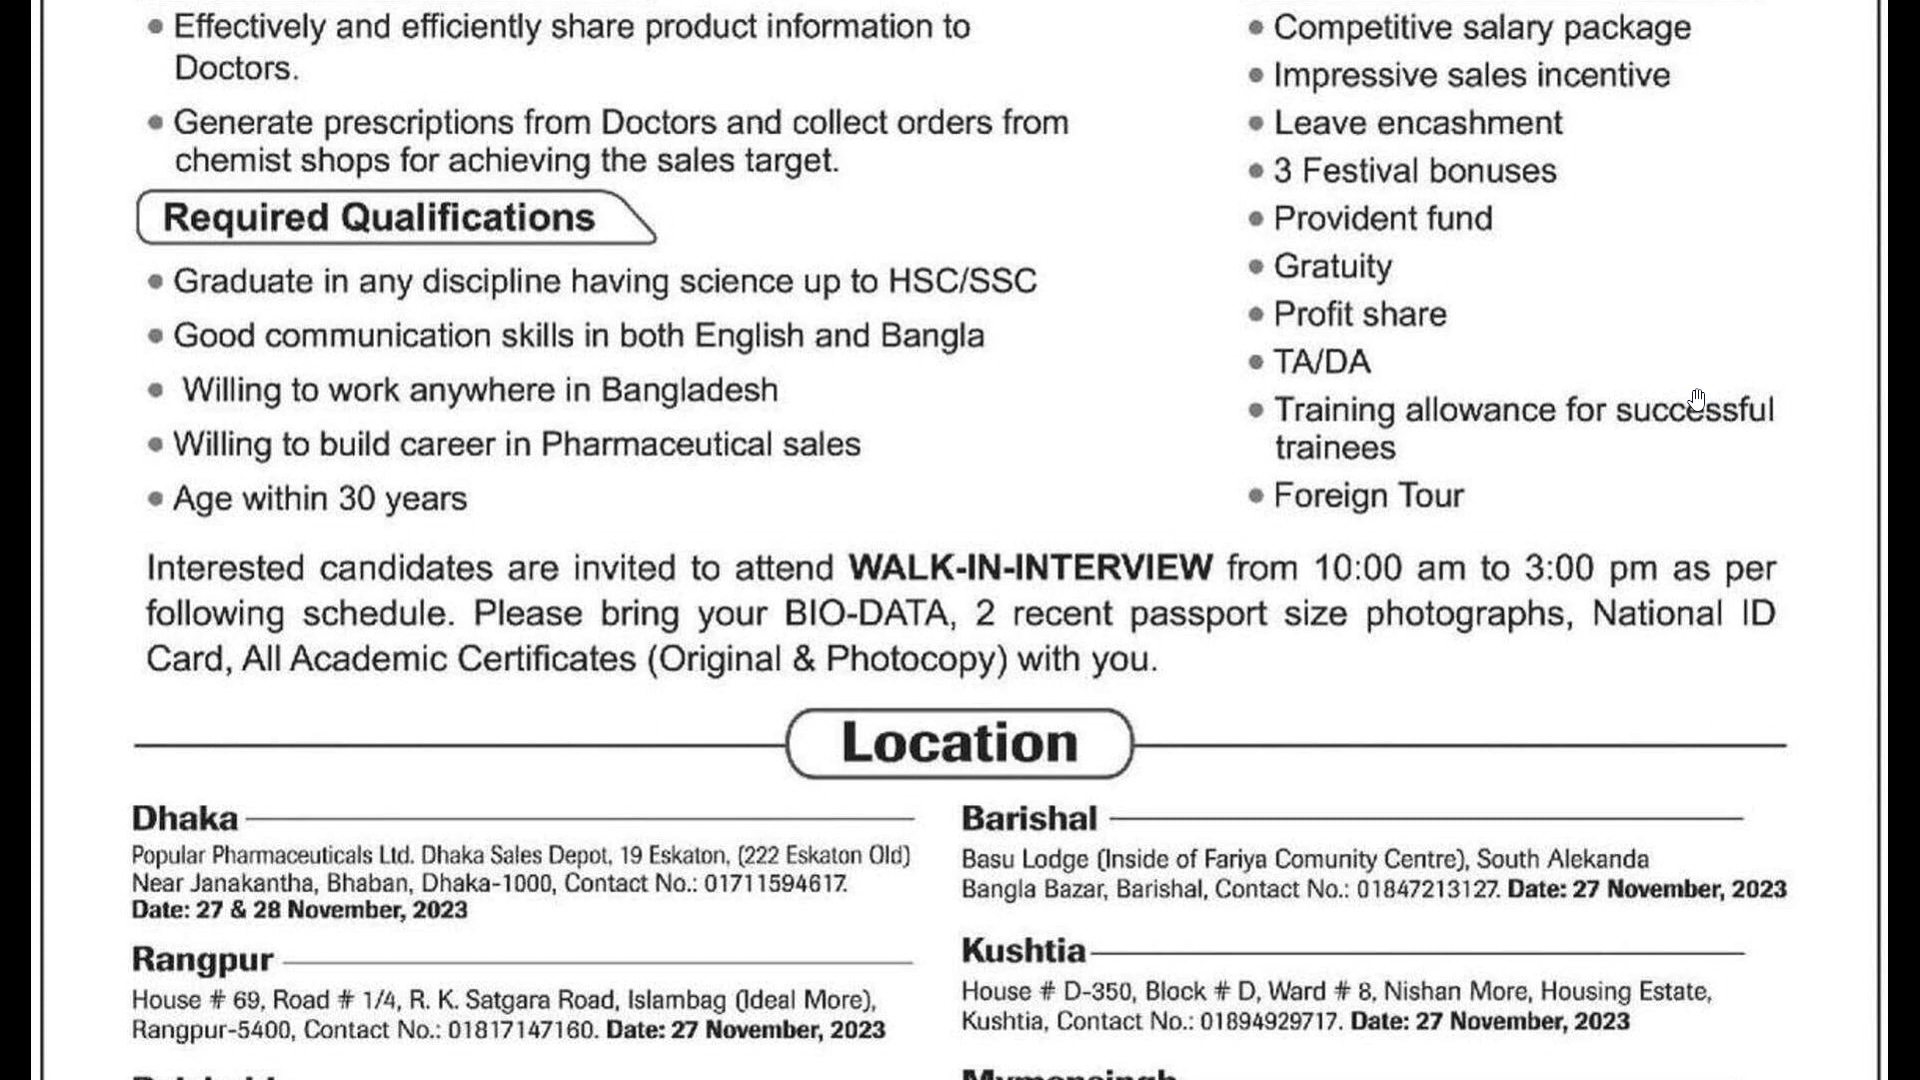 • Effectively and efficiently share product information to
Doctors.
• Generate prescriptions from Doctors and collect orders from
chemist shops for achieving the sales target.
Required Qualifications
• Graduate in any discipline having science up to HSC/SSC
• Good communication skills in both English and Bangla
• Willing to work anywhere in Bangladesh
• Willing to build career in Pharmaceutical sales
• Age within 30 years
• Competitive salary package
• Impressive sales incentive
• Leave encashment
• 3 Festival bonuses
• Provident fund
• Gratuity
• Profit share
• TA/DA
• Training allowance for successful
trainees
• Foreign Tour
Interested candidates are invited to attend WALK-IN-INTERVIEW from 10:00 am to 3:00 pm as per
following schedule. Please bring your BIO-DATA, 2 recent passport size photographs, National ID
Card, All Academic Certificates (Original & Photocopy) with you.
Location
Dhaka
Popular Pharmaceuticals Ltd. Dhaka Sales Depot, 19 Eskaton, (222 Eskaton Old)
Near Janakantha, Bhaban, Dhaka-1000, Contact No.: 01711594617.
Date: 27 & 28 November, 2023
Rangpur
House # 69, Road # 1/4, R. K. Satgara Road, Islambag (Ideal More),
Rangpur-5400, Contact No.: 01817147160. Date: 27 November, 2023
Barishal
Basu Lodge (Inside of Fariya Comunity Centre), South Alekanda
Bangla Bazar, Barishal, Contact No.: 01847213127. Date: 27 November, 2023
Kushtia
House # D-350, Block # D, Ward # 8, Nishan More, Housing Estate,
Kushtia, Contact No.: 01894929717. Date: 27 November, 2023
Mymensingh